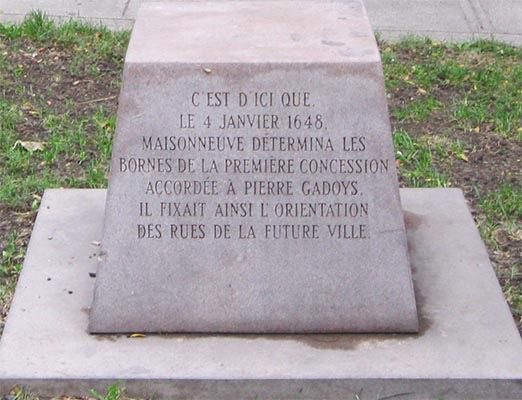 C'EST D'ICI QUE,
LE 4 JANVIER 1648,
MAISONNEUVE DÉTERMINA LES
BORNES DE LA PREMIÈRE CONCESSION
ACCORDÉE À PIERRE GADOYS.
IL FIXAIT AINSI L'ORIENTATION
DES RUES DE LA FUTURE VILLE.